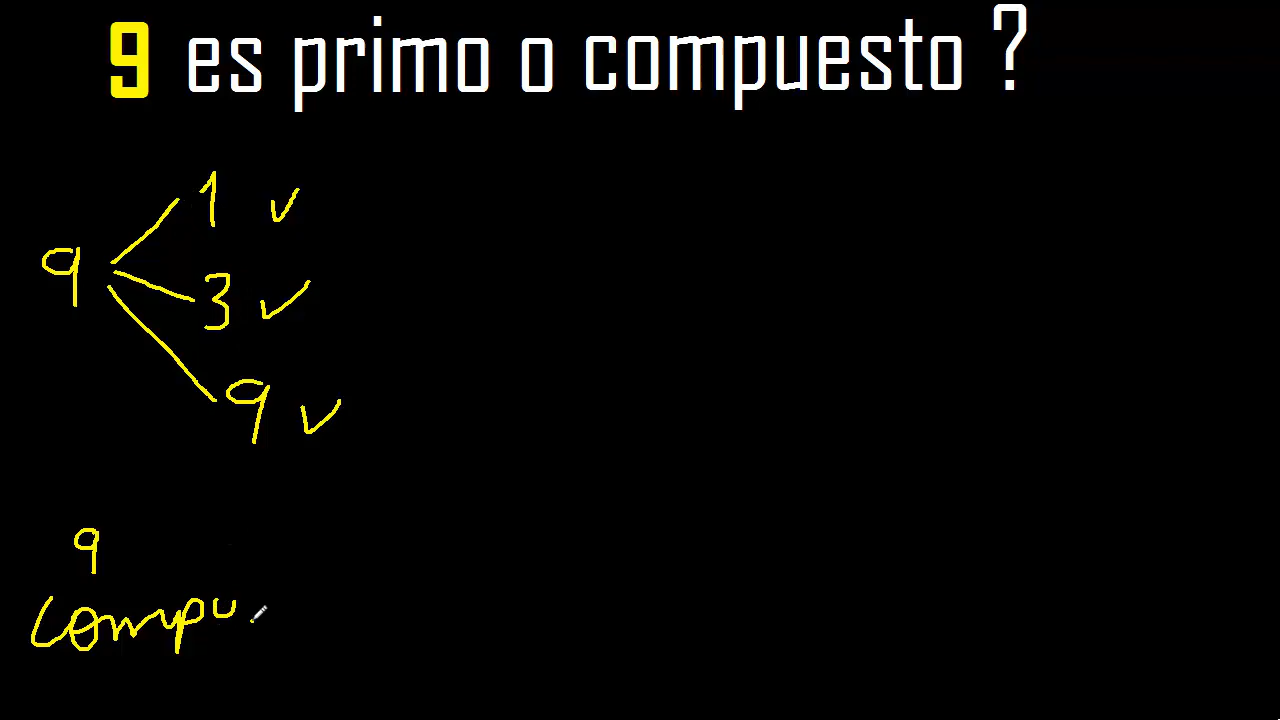 9 es primo o compuesto ?
1 ✓
9
3 ✓
9 ✓
9
compu